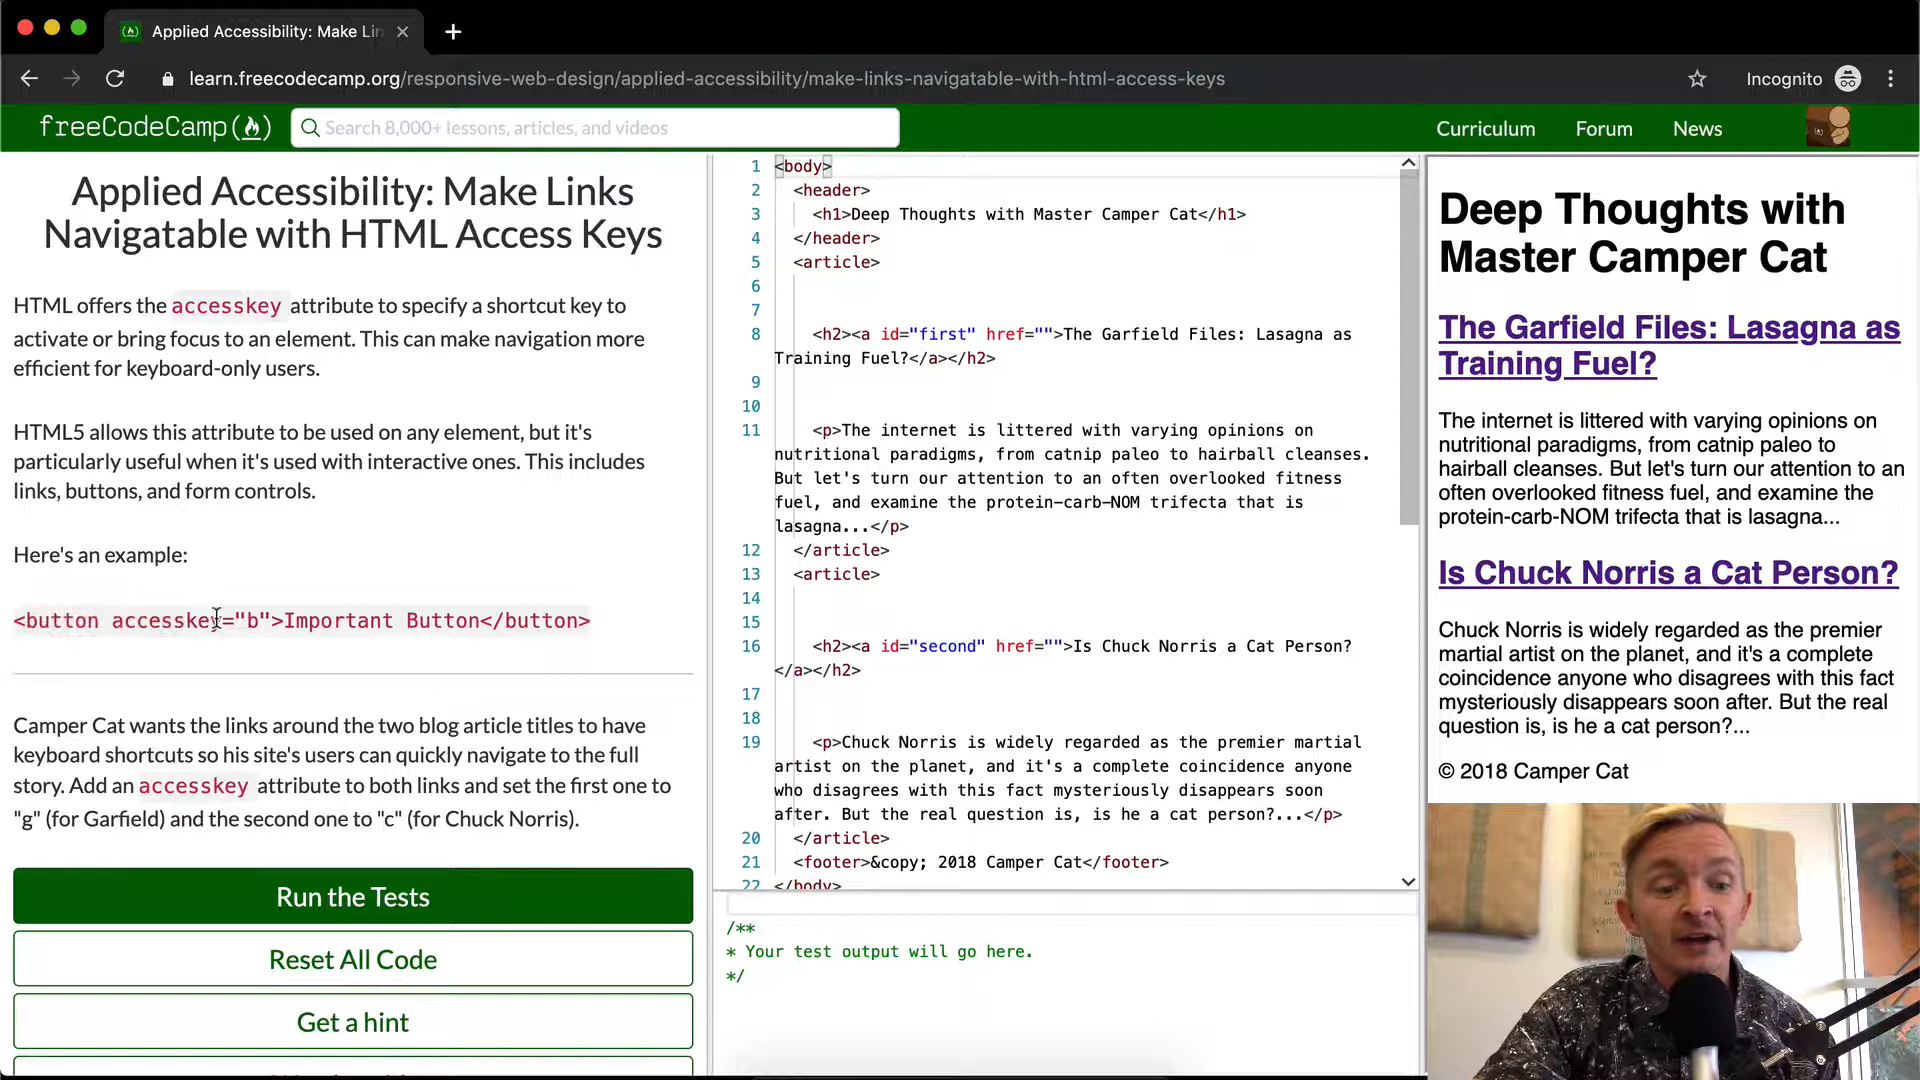 Applied Accessibility: Make Lin
learn.freecodecamp.org/responsive-web-design/applied-accessibility/make-links-navigatable-with-html-access-keys
Incognito
freeCodeCamp
Search 8,000+ lessons, articles, and videos
Curriculum
Forum
News
Applied Accessibility: Make Links
Navigatable with HTML Access Keys
HTML offers the accesskey attribute to specify a shortcut key to
activate or bring focus to an element. This can make navigation more
efficient for keyboard-only users.
HTML5 allows this attribute to be used on any element, but it's
particularly useful when it's used with interactive ones. This includes
links, buttons, and form controls.
Here's an example:
<button accesskey="b">Important Button</button>
Camper Cat wants the links around the two blog article titles to have
keyboard shortcuts so his site's users can quickly navigate to the full
story. Add an accesskey attribute to both links and set the first one to
"g" (for Garfield) and the second one to "c" (for Chuck Norris).
Run the Tests
Reset All Code
Get a hint
1 <body>
2 <header>
3 <h1>Deep Thoughts with Master Camper Cat</h1>
4 </header>
5 <article>
6
7
8 <h2><a id="first" href="">The Garfield Files: Lasagna as
Training Fuel?</a></h2>
9
10
11 <p>The internet is littered with varying opinions on
nutritional paradigms, from catnip paleo to hairball cleanses.
But let's turn our attention to an often overlooked fitness
fuel, and examine the protein-carb-NOM trifecta that is
lasagna...</p>
12 </article>
13 <article>
14
15
16 <h2><a id="second" href="">Is Chuck Norris a Cat Person?
</a></h2>
17
18
19 <p>Chuck Norris is widely regarded as the premier martial
artist on the planet, and it's a complete coincidence anyone
who disagrees with this fact mysteriously disappears soon
after. But the real question is, is he a cat person?...</p>
20 </article>
21 <footer>&copy; 2018 Camper Cat</footer>
22 </body>
/**
* Your test output will go here.
*/
Deep Thoughts with
Master Camper Cat
The Garfield Files: Lasagna as
Training Fuel?
The internet is littered with varying opinions on
nutritional paradigms, from catnip paleo to
hairball cleanses. But let's turn our attention to an
often overlooked fitness fuel, and examine the
protein-carb-NOM trifecta that is lasagna...
Is Chuck Norris a Cat Person?
Chuck Norris is widely regarded as the premier
martial artist on the planet, and it's a complete
coincidence anyone who disagrees with this fact
mysteriously disappears soon after. But the real
question is, is he a cat person?...
© 2018 Camper Cat